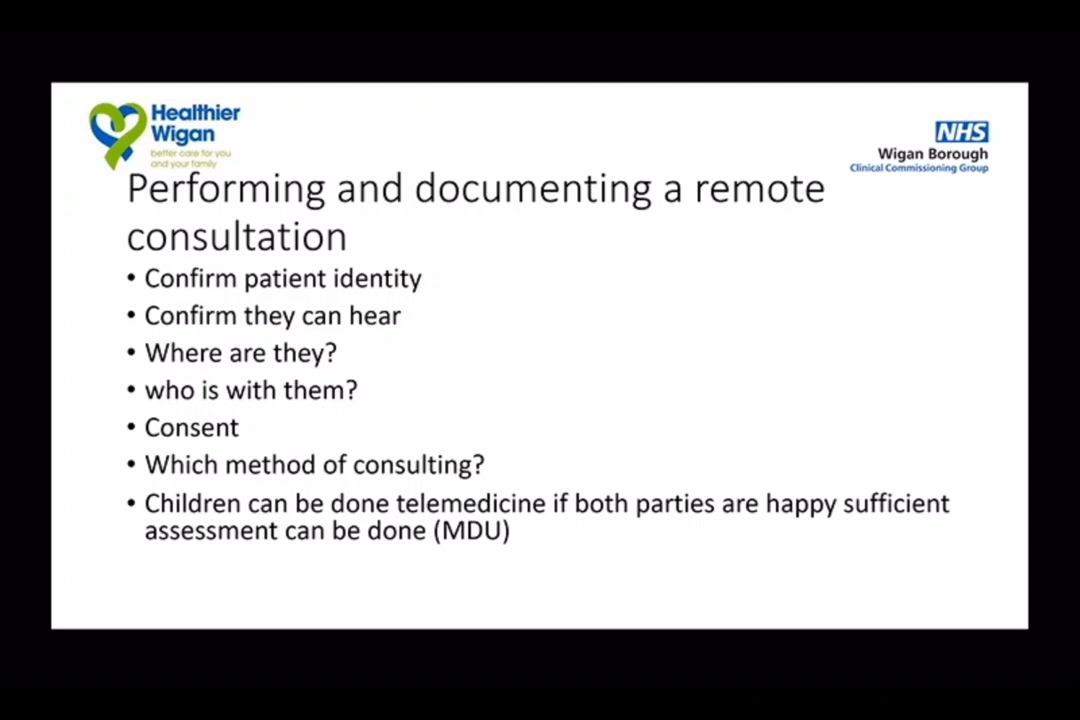 Healthier
Wigan
better care for you
and your family
NHS
Wigan Borough
Clinical Commissioning Group
Performing and documenting a remote
consultation
• Confirm patient identity
• Confirm they can hear
• Where are they?
• who is with them?
• Consent
• Which method of consulting?
• Children can be done telemedicine if both parties are happy sufficient
assessment can be done (MDU)